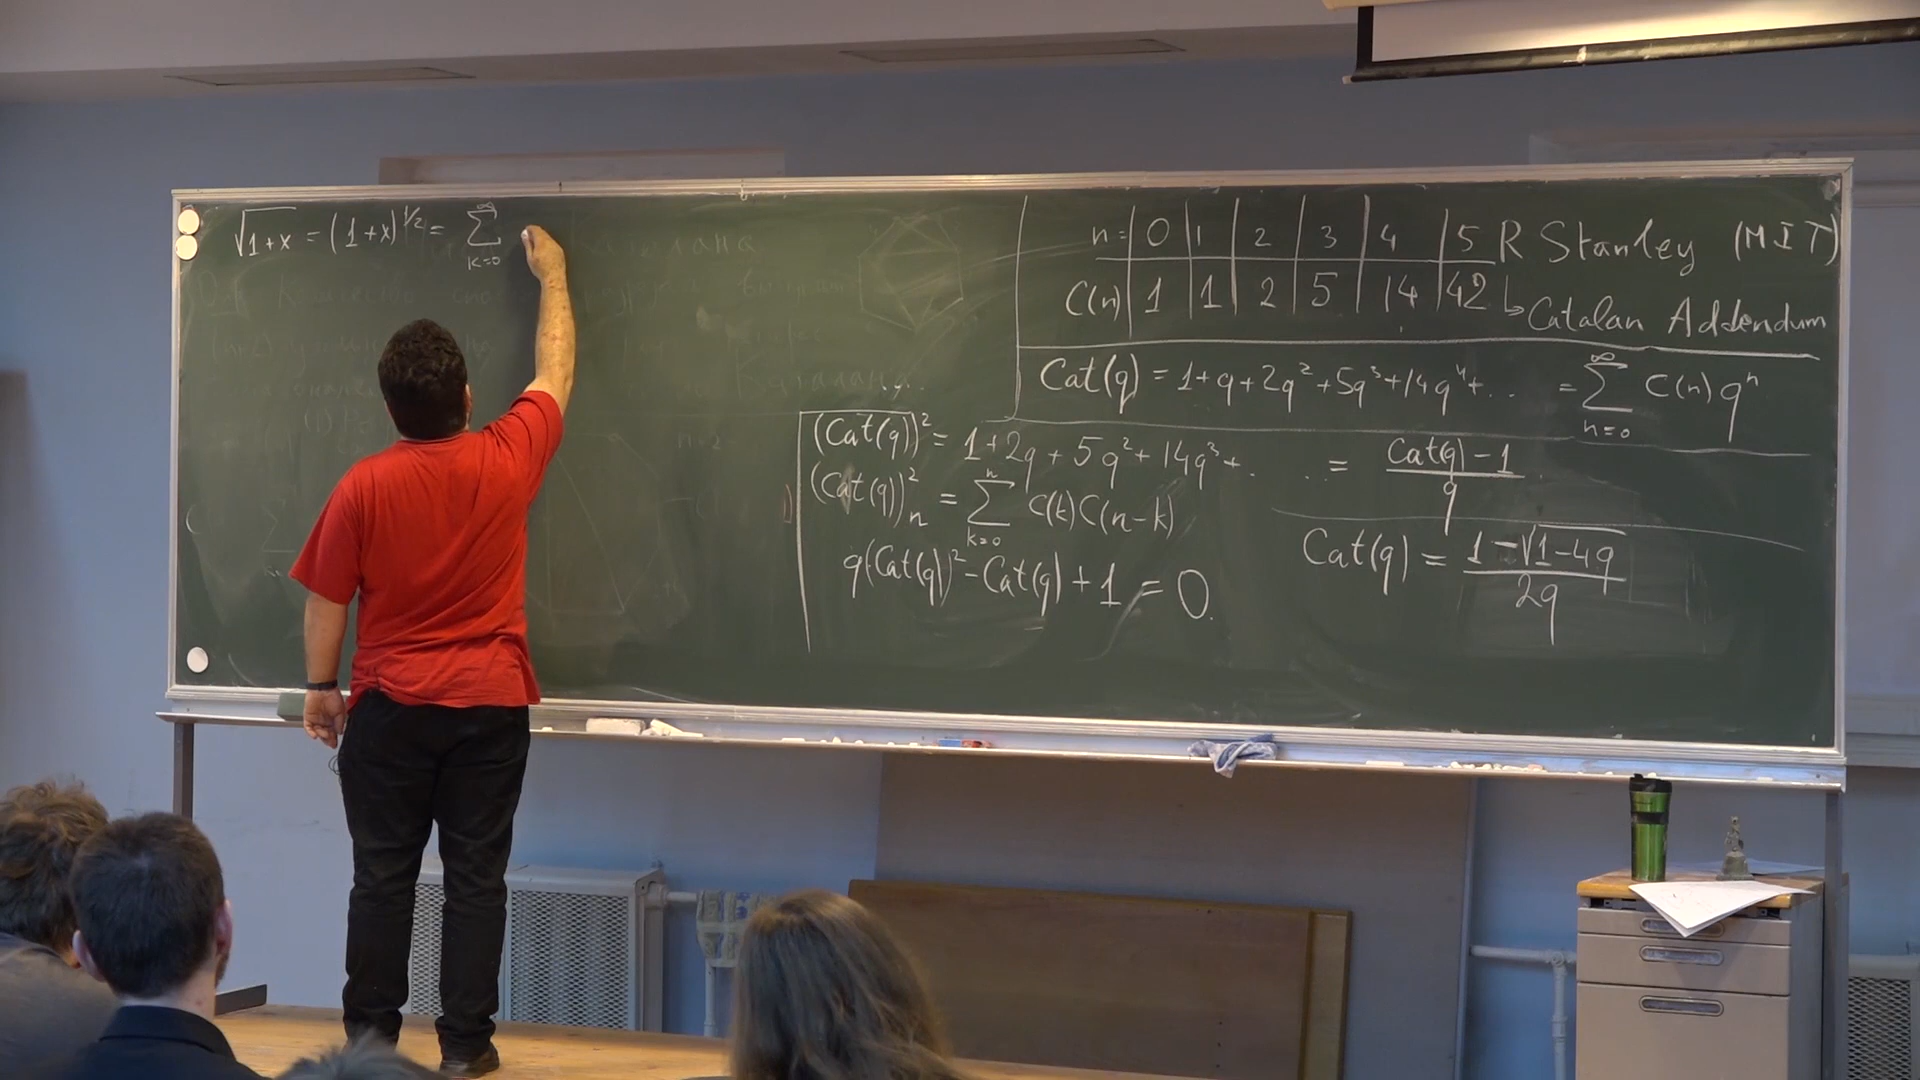 √1+x = (1+x)^1/2 = ∑ k=0 ∞
n= 0 1 2 3 4 5
C(n) 1 1 2 5 14 42
R Stanley (MIT)
↳ Catalan Addendum
Cat(q) = 1+q+2q²+5q³+14q⁴+... = ∑ n=0 ∞ C(n) qⁿ
(Cat(q))² = 1+2q+5q²+14q³+... ... = (Cat(q)-1)/q
(Cat(q))²ₙ = ∑ k=0 n C(k)C(n-k)
q(Cat(q))² - Cat(q) + 1 = 0.
Cat(q) = (1-√1-4q)/2q